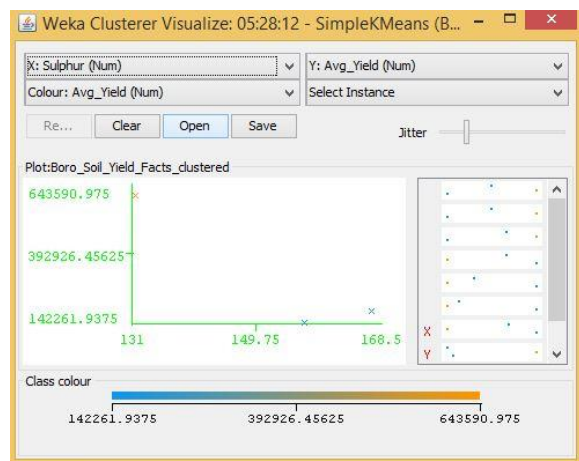 Weka Clusterer Visualize: 05:28:12 - SimpleKMeans (B...
X: Sulphur (Num) Y: Avg_Yield (Num)
Colour: Avg_Yield (Num) Select Instance
Re... Clear Open Save Jitter
Plot:Boro_Soil_Yield_Facts_clustered
643590.975
392926.45625
142261.9375
131 149.75 168.5
X
Y
Class colour
142261.9375 392926.45625 643590.975